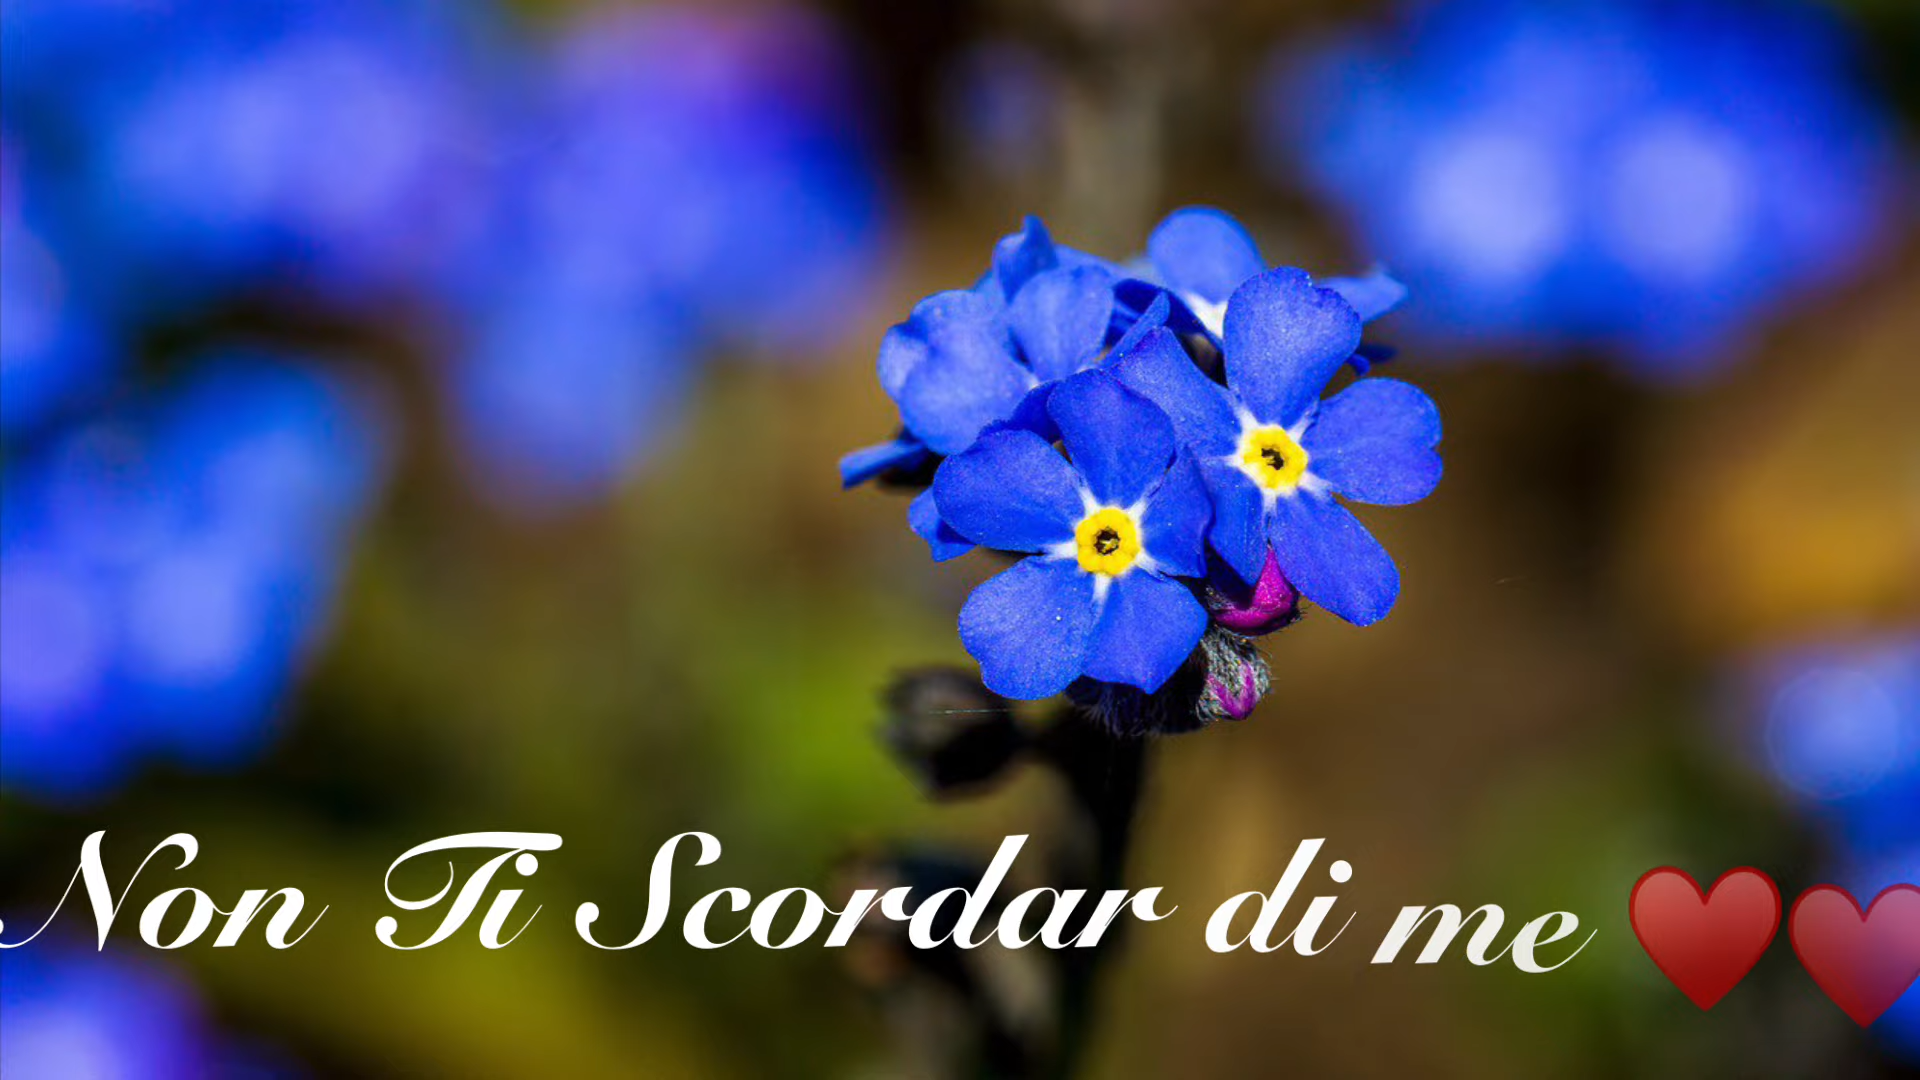 Non Ti Scordar di me ♥️♥️